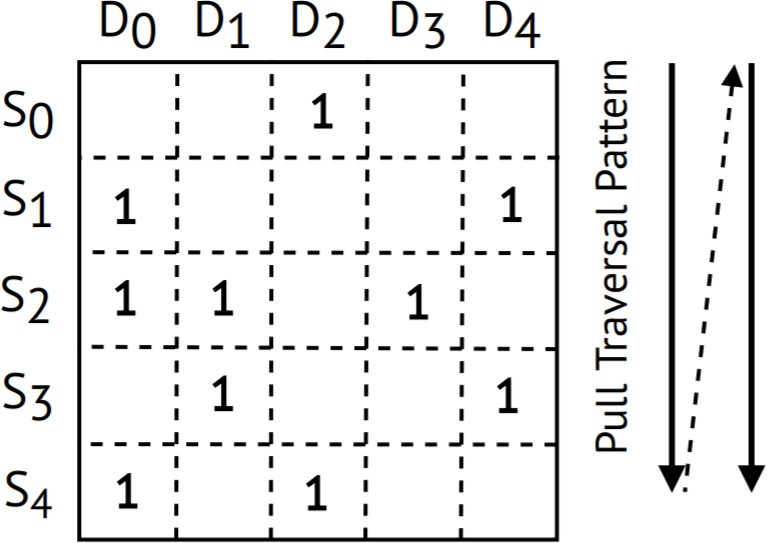 D0 D1 D2 D3 D4
S0 1
S1 1 1
S2 1 1 1
S3 1 1
S4 1 1
Pull Traversal Pattern